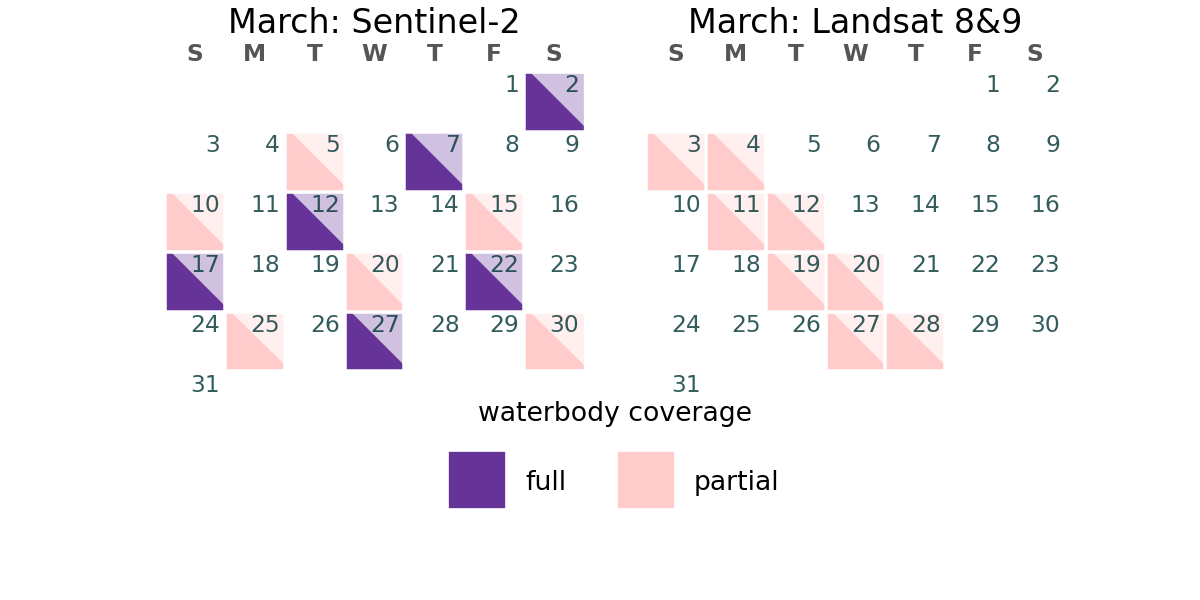 March: Sentinel-2
S M T W T F S
1 2
3 4 5 6 7 8 9
10 11 12 13 14 15 16
17 18 19 20 21 22 23
24 25 26 27 28 29 30
31
March: Landsat 8&9
S M T W T F S
1 2
3 4 5 6 7 8 9
10 11 12 13 14 15 16
17 18 19 20 21 22 23
24 25 26 27 28 29 30
31
waterbody coverage
full
partial